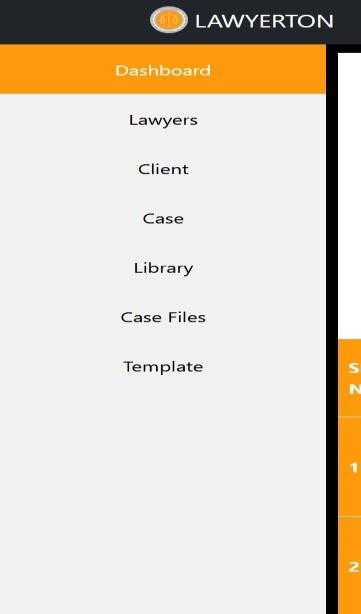 LAWYERTON
Dashboard
Lawyers
Client
Case
Library
Case Files
Template
S
N
1
2